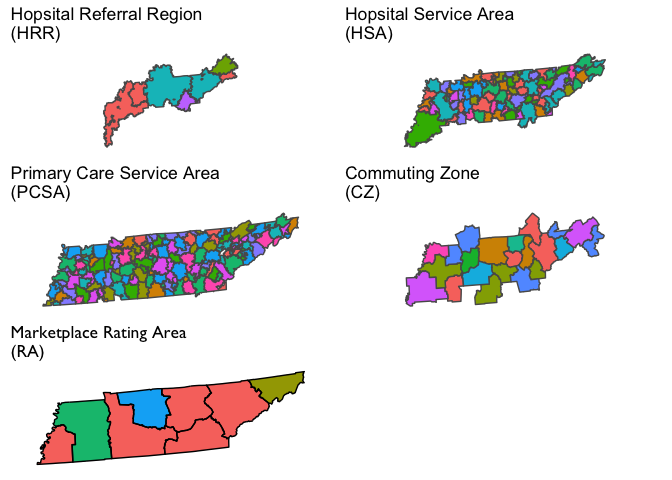 Hopsital Referral Region
(HRR)
Hopsital Service Area
(HSA)
Primary Care Service Area
(PCSA)
Commuting Zone
(CZ)
Marketplace Rating Area
(RA)